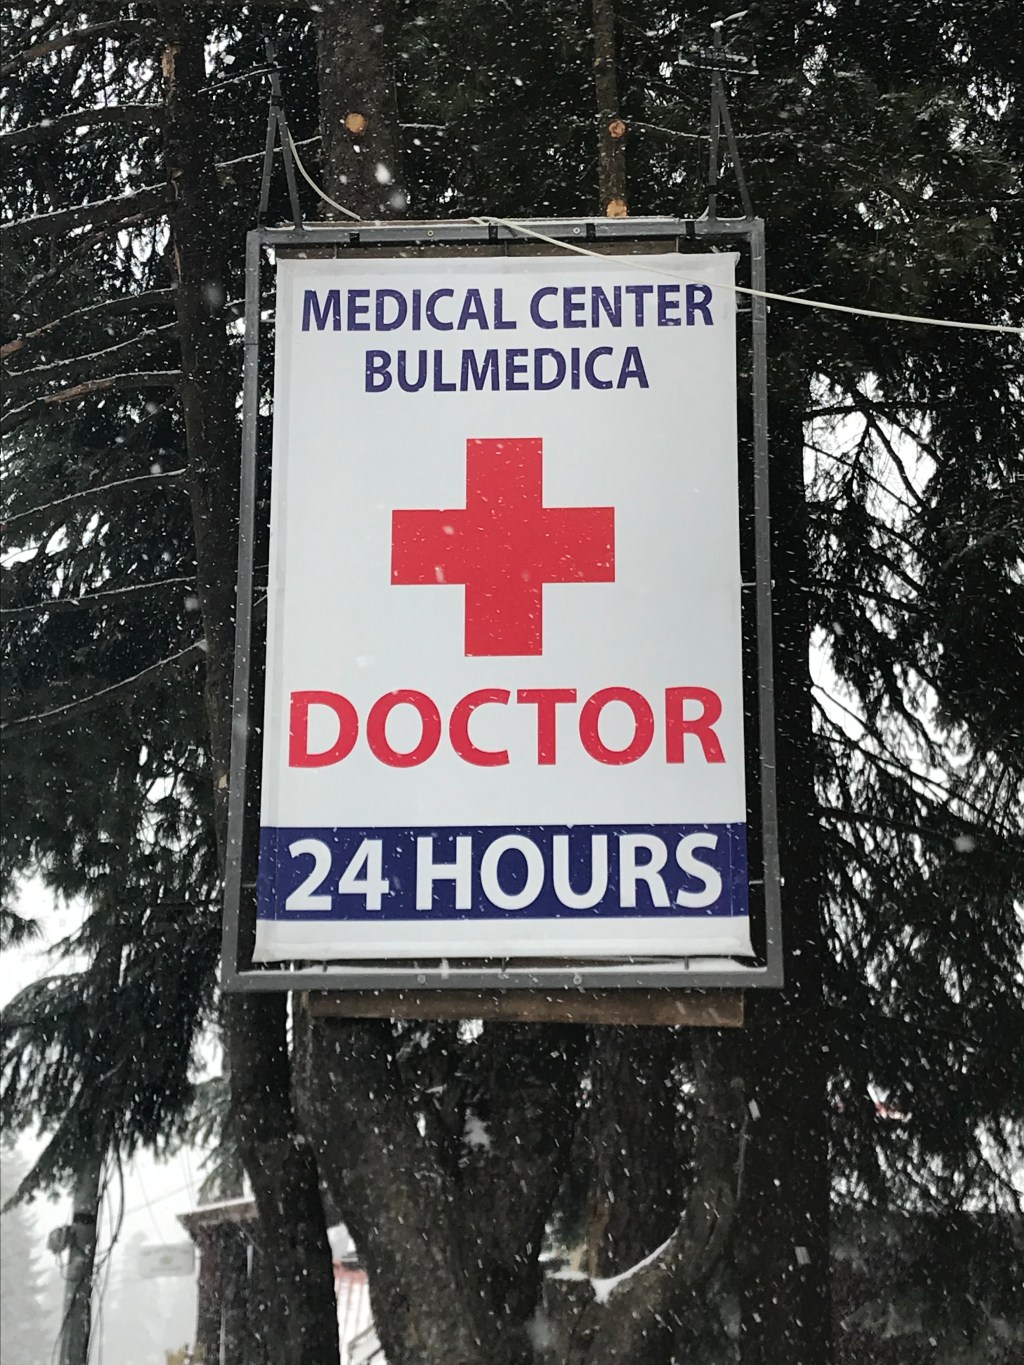 MEDICAL CENTER
BULMEDICA
DOCTOR
24 HOURS